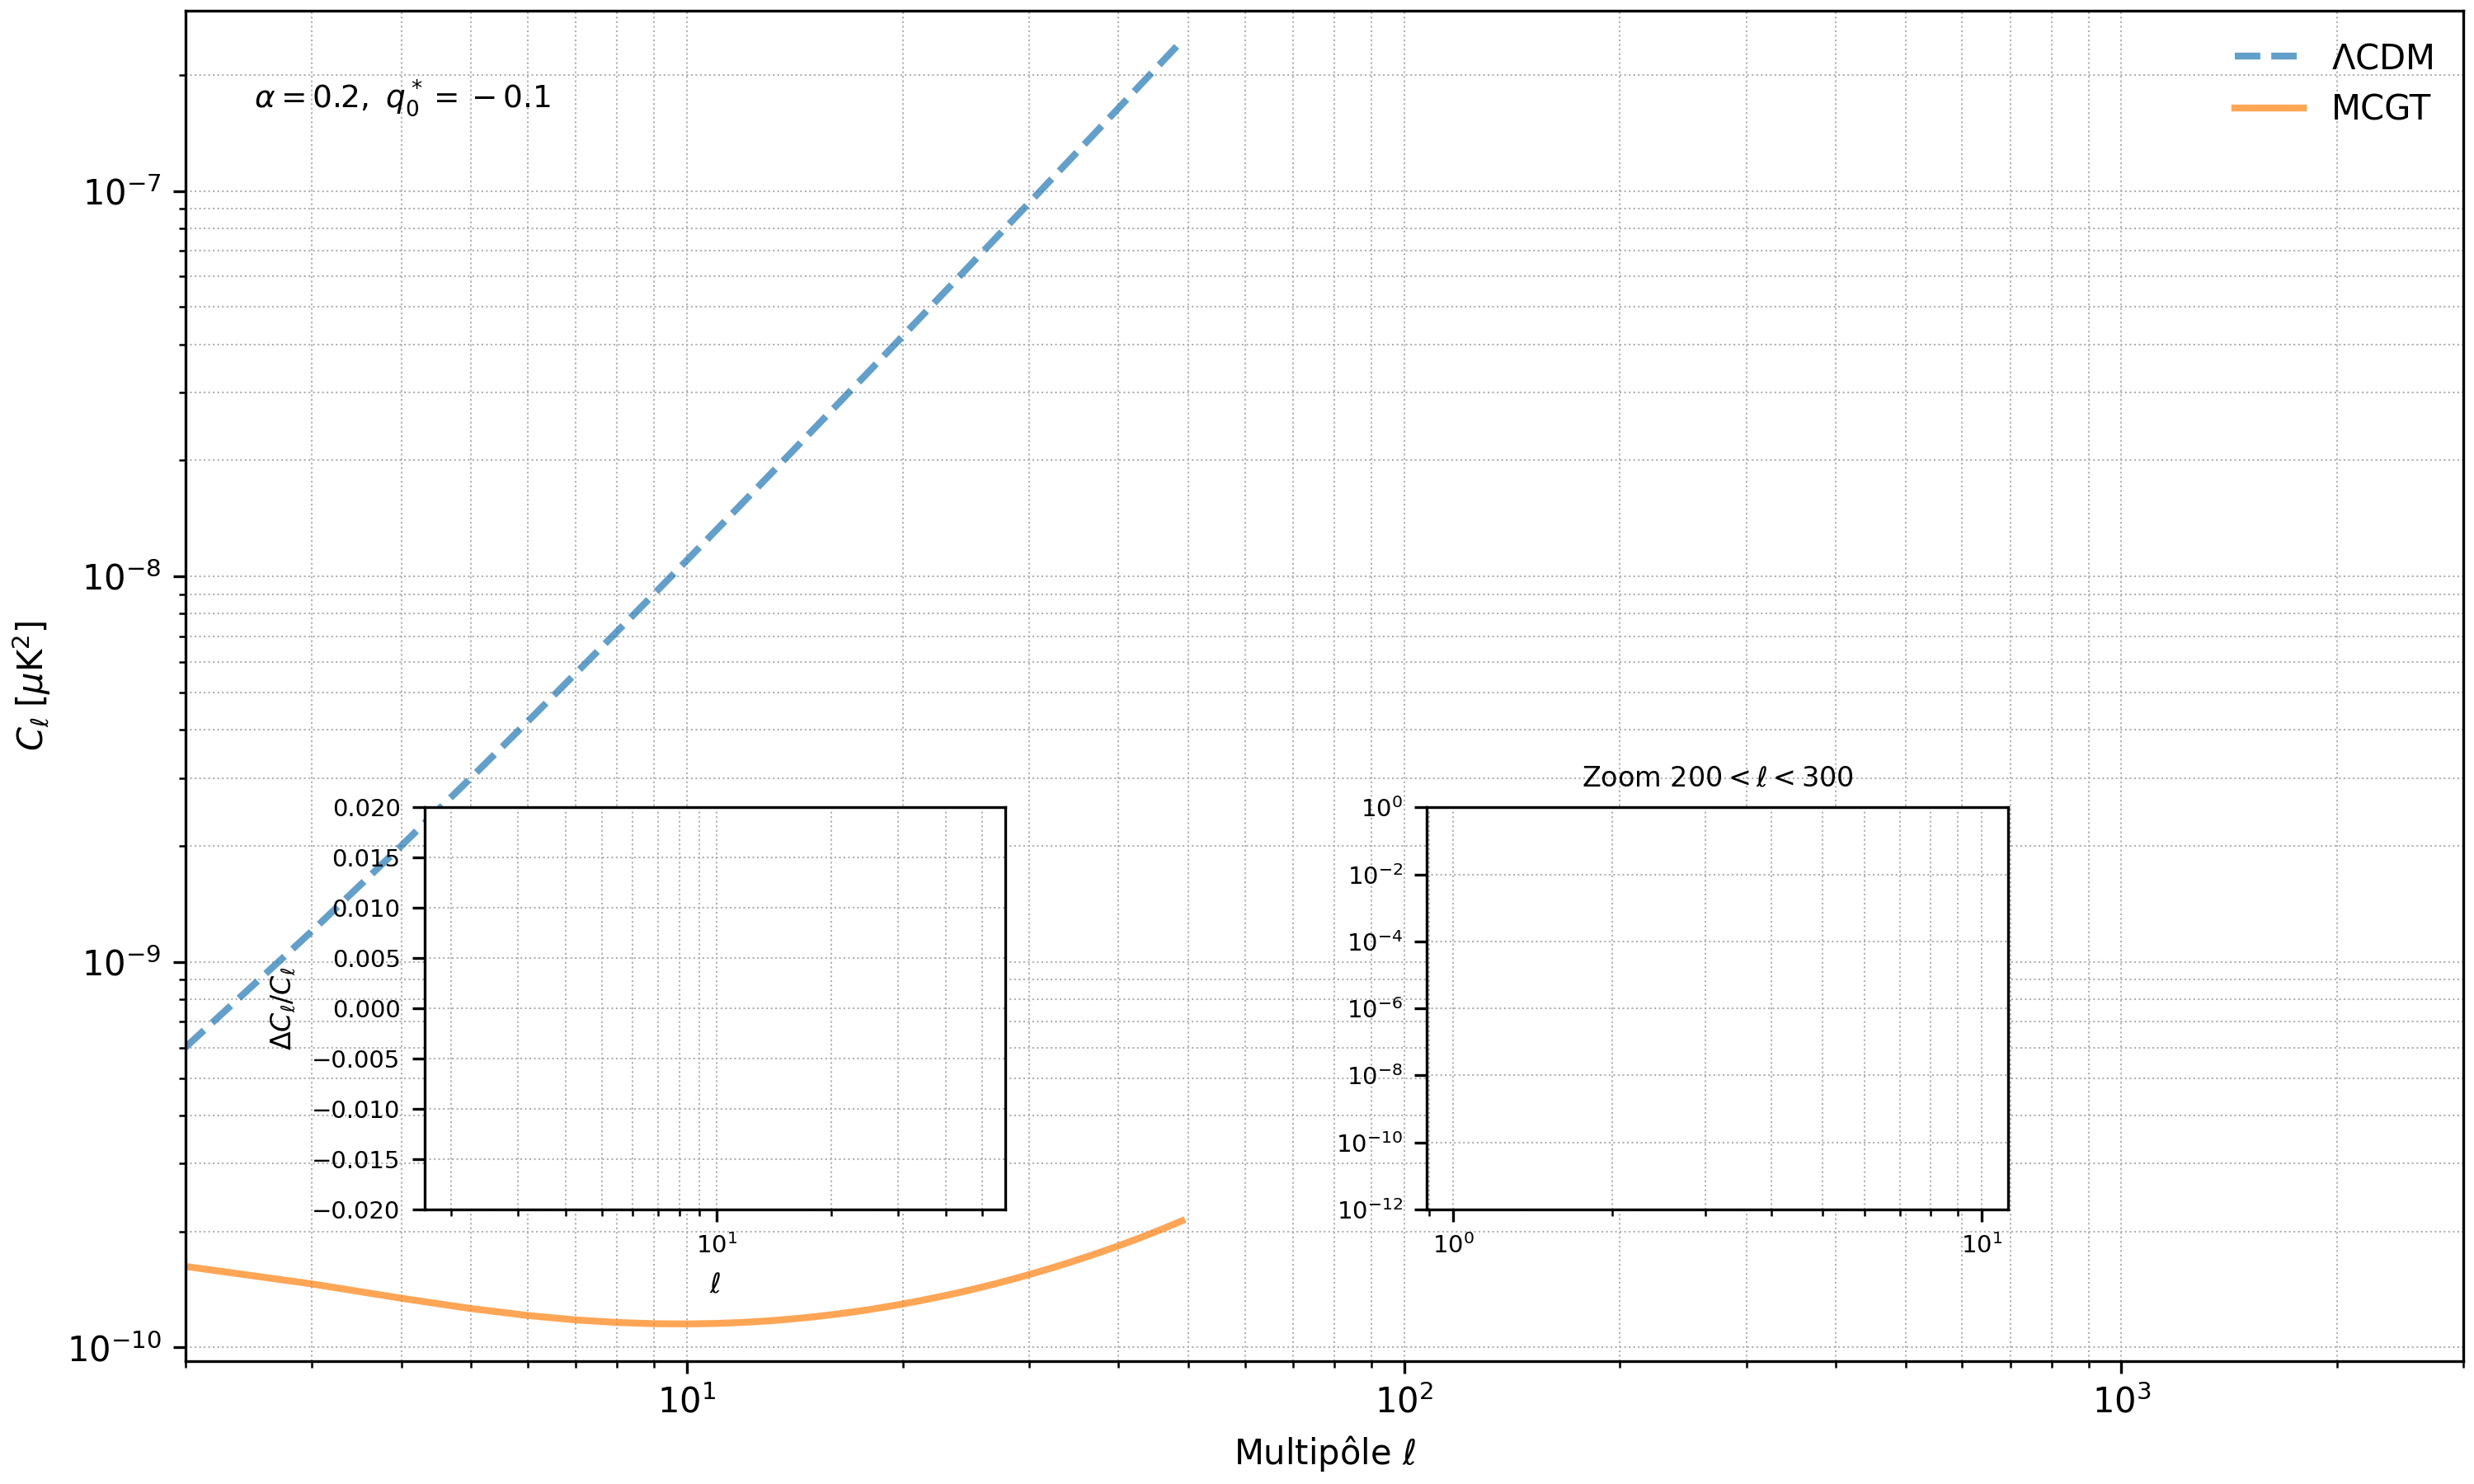 α = 0.2, q₀* = −0.1
ΛCDM
MCGT
10⁻⁷
10⁻⁸
10⁻⁹
10⁻¹⁰
C_ℓ [μK²]
0.020
0.015
0.010
0.005
0.000
−0.005
−0.010
−0.015
−0.020
ΔC_ℓ/C_ℓ
10¹
ℓ
Zoom 200 < ℓ < 300
10⁰
10⁻²
10⁻⁴
10⁻⁶
10⁻⁸
10⁻¹⁰
10⁻¹²
10⁰ 10¹
10¹ 10² 10³
Multipôle ℓ